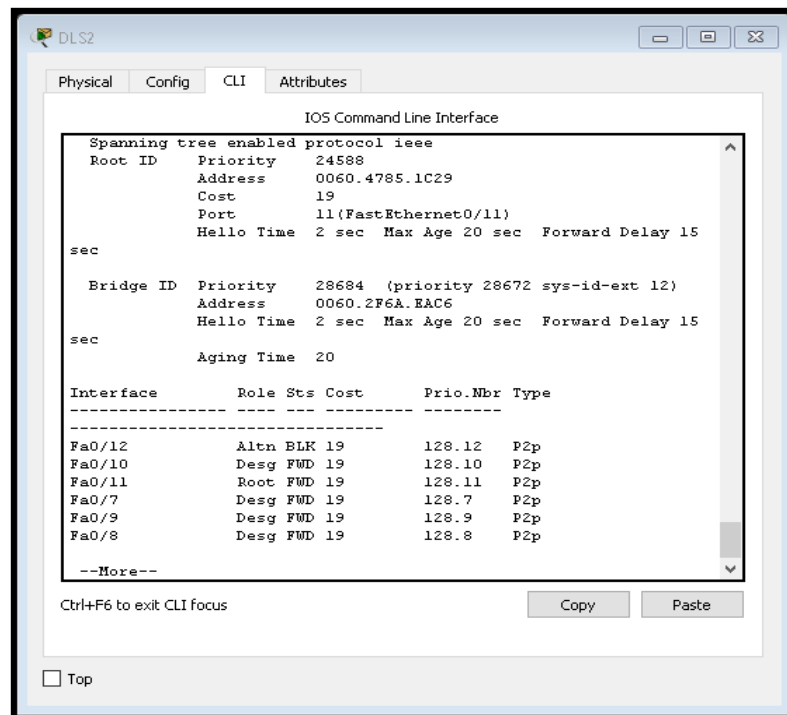 DLS2
Physical Config CLI Attributes
IOS Command Line Interface
Spanning tree enabled protocol ieee
Root ID Priority 24588
Address 0060.4785.1C29
Cost 19
Port 11(FastEthernet0/11)
Hello Time 2 sec Max Age 20 sec Forward Delay 15
sec
Bridge ID Priority 28684 (priority 28672 sys-id-ext 12)
Address 0060.2F6A.EAC6
Hello Time 2 sec Max Age 20 sec Forward Delay 15
sec
Aging Time 20
Interface Role Sts Cost Prio.Nbr Type
---------------- ---- --- --------- --------
--------------------------------
Fa0/12 Altn BLK 19 128.12 P2p
Fa0/10 Desg FWD 19 128.10 P2p
Fa0/11 Root FWD 19 128.11 P2p
Fa0/7 Desg FWD 19 128.7 P2p
Fa0/9 Desg FWD 19 128.9 P2p
Fa0/8 Desg FWD 19 128.8 P2p
--More--
Ctrl+F6 to exit CLI focus Copy Paste
Top